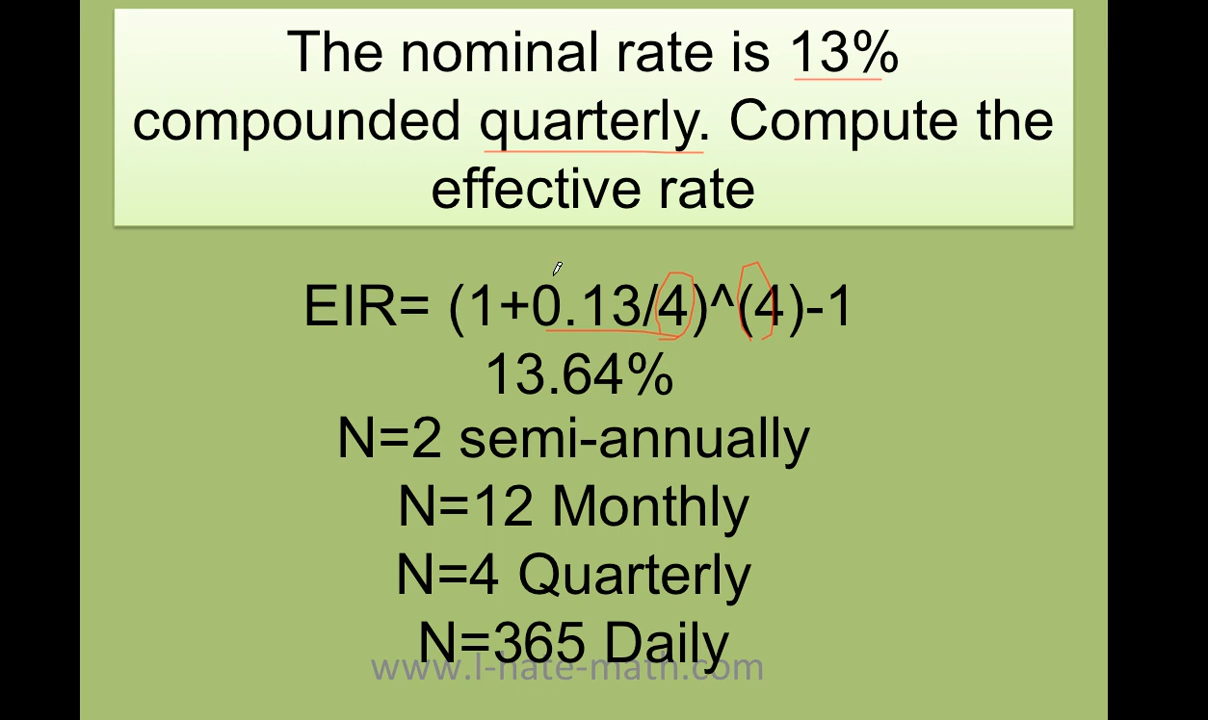 The nominal rate is 13%
compounded quarterly. Compute the
effective rate
EIR= (1+0.13/4)^(4)-1
13.64%
N=2 semi-annually
N=12 Monthly
N=4 Quarterly
N=365 Daily
www.I-hate-math.com